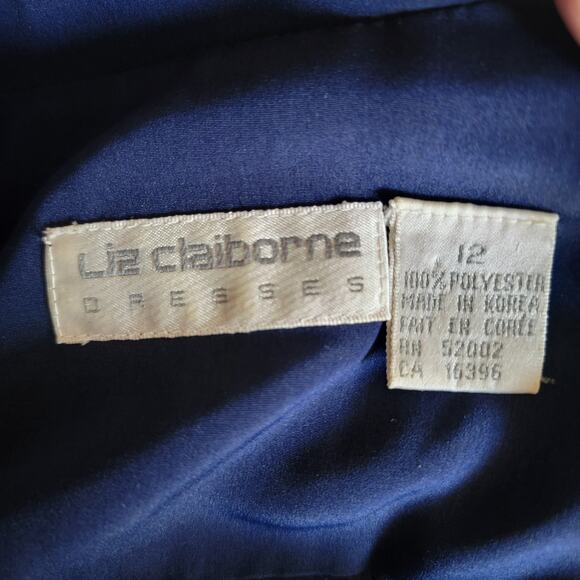 Liz claiborne
DRESSES
12
100% POLYESTER
MADE IN KOREA
FAIT EN CORÉE
RN 52002
CA 16396